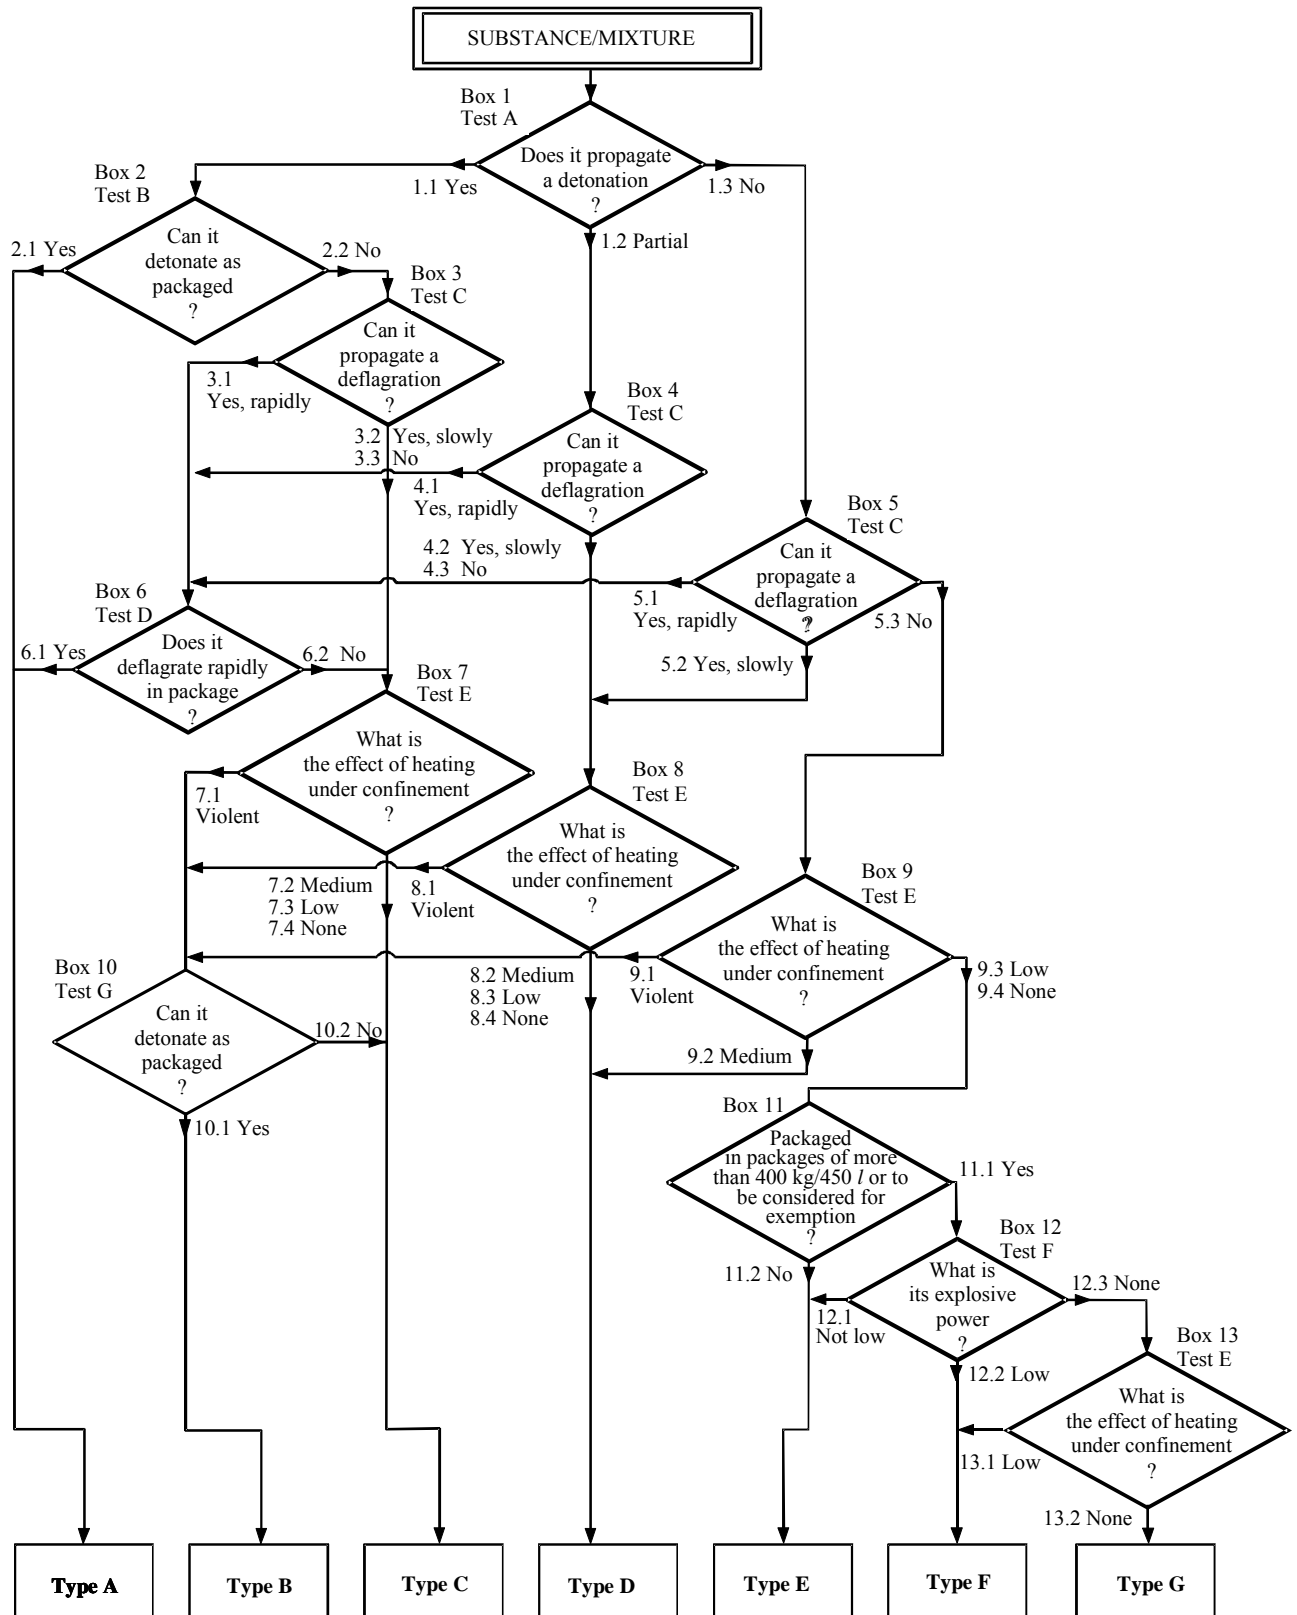 SUBSTANCE/MIXTURE
Box 1
Test A
Does it propagate
a detonation
?
1.1 Yes
1.3 No
1.2 Partial
Box 2
Test B
Can it
detonate as
packaged
?
2.1 Yes
2.2 No
Box 3
Test C
Can it
propagate a
deflagration
?
3.1
Yes, rapidly
3.2 Yes, slowly
3.3 No
Box 4
Test C
Can it
propagate a
deflagration
?
4.1
Yes, rapidly
4.2 Yes, slowly
4.3 No
Box 5
Test C
Can it
propagate a
deflagration
?
5.1
Yes, rapidly
5.3 No
5.2 Yes, slowly
Box 6
Test D
Does it
deflagrate rapidly
in package
?
6.1 Yes
6.2 No
Box 7
Test E
What is
the effect of heating
under confinement
?
7.1
Violent
7.2 Medium
7.3 Low
7.4 None
Box 8
Test E
What is
the effect of heating
under confinement
?
8.1
Violent
8.2 Medium
8.3 Low
8.4 None
Box 9
Test E
What is
the effect of heating
under confinement
?
9.1
Violent
9.3 Low
9.4 None
9.2 Medium
Box 10
Test G
Can it
detonate as
packaged
?
10.2 No
10.1 Yes
Box 11
Packaged
in packages of more
than 400 kg/450 l or to
be considered for
exemption
?
11.1 Yes
11.2 No
Box 12
Test F
What is
its explosive
power
?
12.1
Not low
12.3 None
12.2 Low
Box 13
Test E
What is
the effect of heating
under confinement
?
13.1 Low
13.2 None
Type A
Type B
Type C
Type D
Type E
Type F
Type G